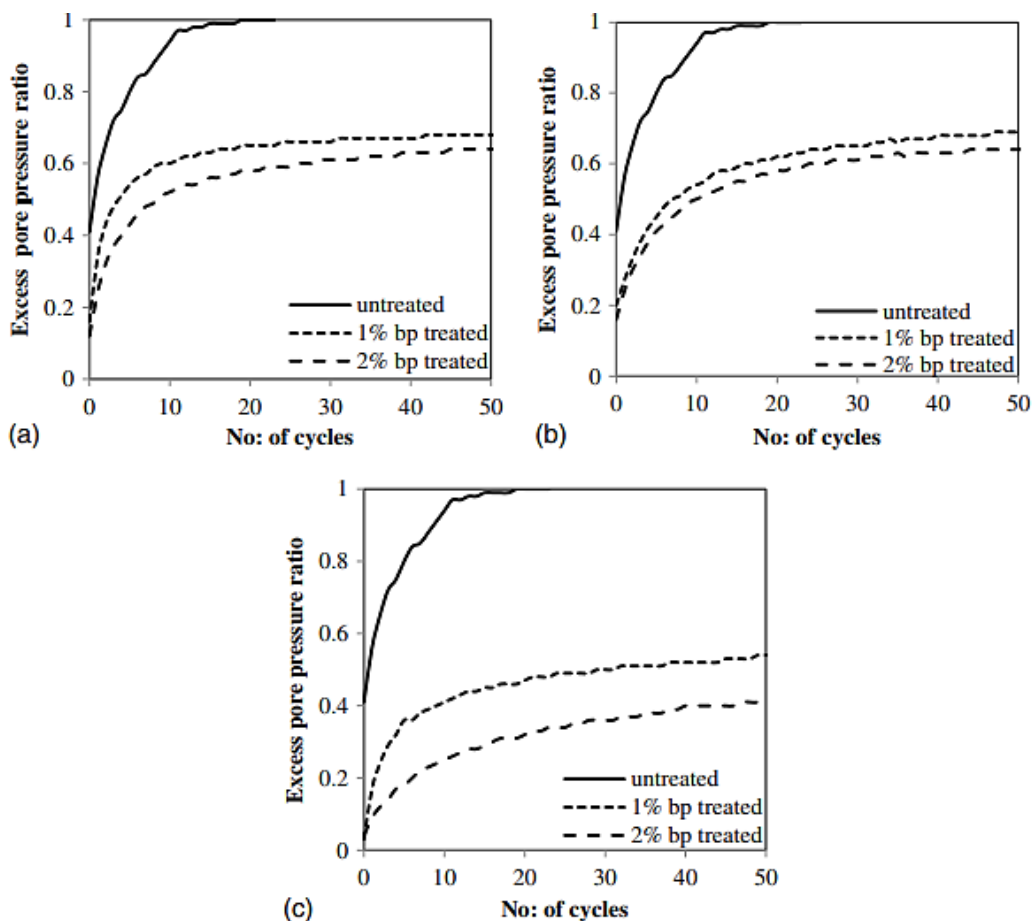 1
0.8
0.6
0.4
0.2
0
Excess pore pressure ratio
untreated
1% bp treated
2% bp treated
0 10 20 30 40 50
(a)
No: of cycles
1
0.8
0.6
0.4
0.2
0
Excess pore pressure ratio
untreated
1% bp treated
2% bp treated
0 10 20 30 40 50
(b)
No: of cycles
1
0.8
0.6
0.4
0.2
0
Excess pore pressure ratio
untreated
1% bp treated
2% bp treated
0 10 20 30 40 50
(c)
No: of cycles